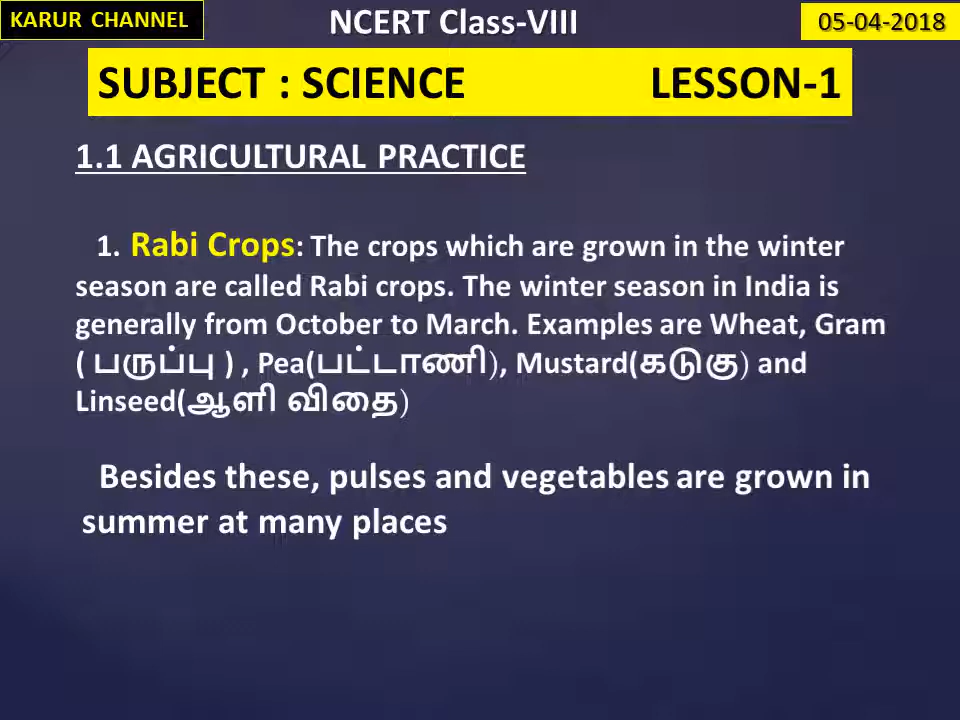 KARUR CHANNEL
NCERT Class-VIII
05-04-2018
SUBJECT : SCIENCE LESSON-1
1.1 AGRICULTURAL PRACTICE
1. Rabi Crops: The crops which are grown in the winter
season are called Rabi crops. The winter season in India is
generally from October to March. Examples are Wheat, Gram
( பருப்பு ) , Pea(பட்டாணி), Mustard(கடுகு) and
Linseed(ஆளி விதை)
Besides these, pulses and vegetables are grown in
summer at many places